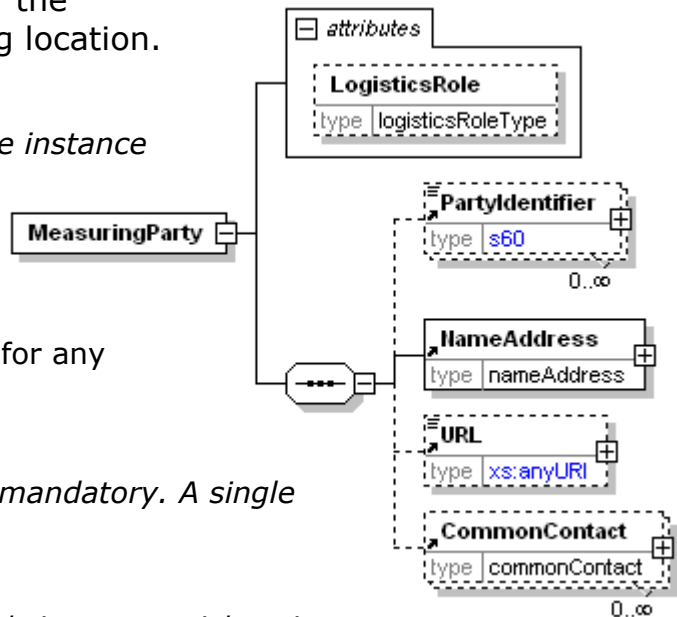 the
g location.
e instance
for any
mandatory. A single
attributes
LogisticsRole
type logisticsRoleType
MeasuringParty
PartyIdentifier
type s60
0..∞
NameAddress
type nameAddress
URL
type xs:anyURI
CommonContact
type commonContact
0..∞